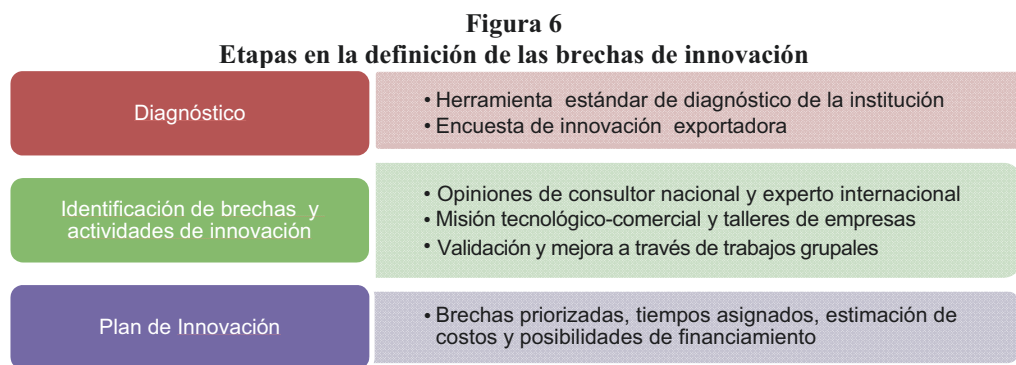 Figura 6
Etapas en la definición de las brechas de innovación
Diagnóstico
• Herramienta estándar de diagnóstico de la institución
• Encuesta de innovación exportadora
Identificación de brechas y
actividades de innovación
• Opiniones de consultor nacional y experto internacional
• Misión tecnológico-comercial y talleres de empresas
• Validación y mejora a través de trabajos grupales
Plan de Innovación
• Brechas priorizadas, tiempos asignados, estimación de
costos y posibilidades de financiamiento